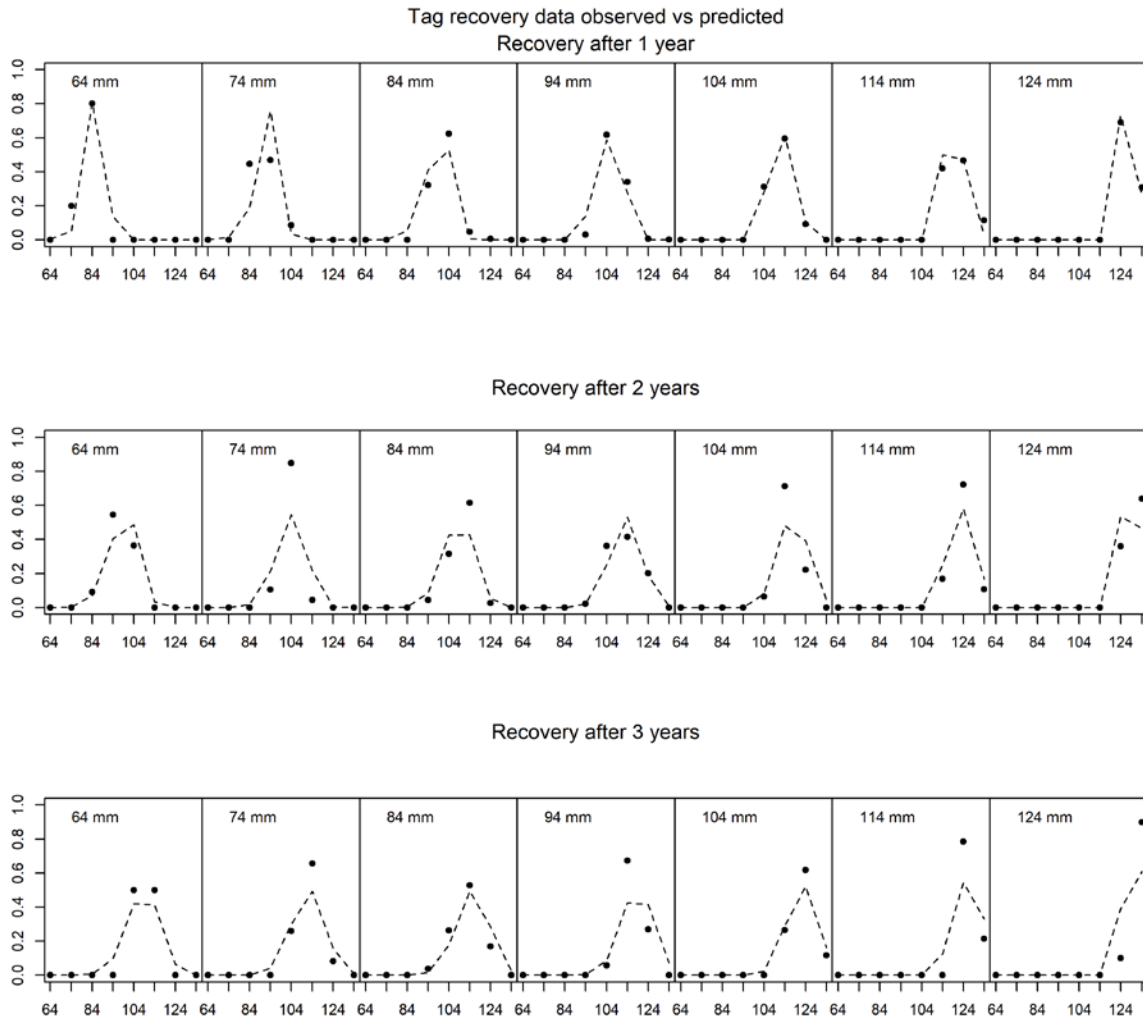 Tag recovery data observed vs predicted
Recovery after 1 year
64 mm 74 mm 84 mm 94 mm 104 mm 114 mm 124 mm
1.0
0.8
0.6
0.4
0.2
0.0
64 84 104 124 64 84 104 124 64 84 104 124 64 84 104 124 64 84 104 124 64 84 104 124 64 84 104 124
Recovery after 2 years
64 mm 74 mm 84 mm 94 mm 104 mm 114 mm 124 mm
1.0
0.8
0.6
0.4
0.2
0.0
64 84 104 124 64 84 104 124 64 84 104 124 64 84 104 124 64 84 104 124 64 84 104 124 64 84 104 124
Recovery after 3 years
64 mm 74 mm 84 mm 94 mm 104 mm 114 mm 124 mm
1.0
0.8
0.6
0.4
0.2
0.0
64 84 104 124 64 84 104 124 64 84 104 124 64 84 104 124 64 84 104 124 64 84 104 124 64 84 104 124